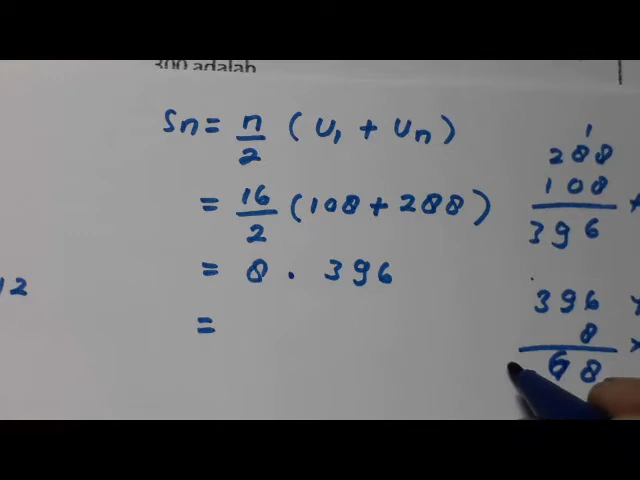 300 adalah
Sn = n/2 ( U₁ + Un )
= 16/2 ( 108 + 288 )
= 8 . 396
=
12
1
288
108 +
396
396
8 ×
68